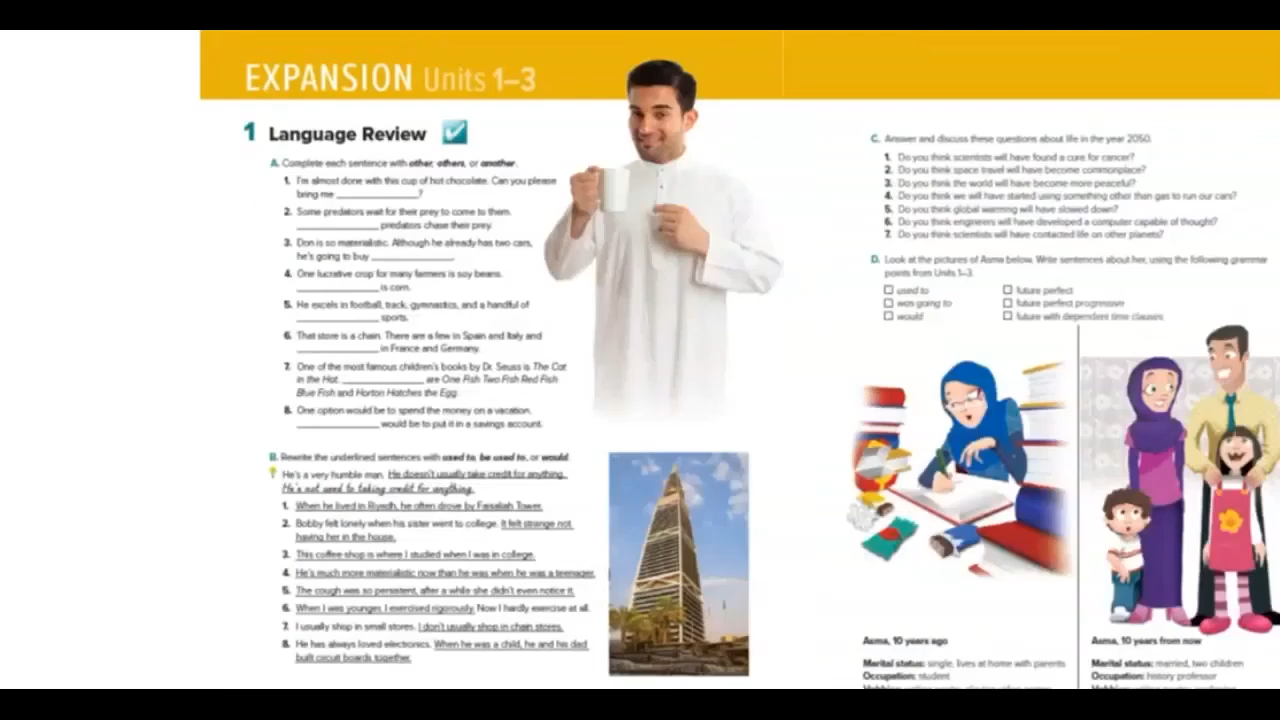 EXPANSION Units 1–3
1 Language Review
A. Complete each sentence with other, others, or another.
1. I'm almost done with this cup of hot chocolate. Can you please
bring me ____________?
2. Some predators wait for their prey to come to them.
____________ predators chase their prey.
3. Don is so materialistic. Although he already has two cars,
he's going to buy ____________.
4. One lucrative crop for many farmers is soy beans.
____________ is corn.
5. He excels in football, track, gymnastics, and a handful of
____________ sports.
6. That store is a chain. There are a few in Spain and Italy and
____________ in France and Germany.
7. One of the most famous children's books by Dr. Seuss is The Cat
in the Hat. ____________ are One Fish Two Fish Red Fish
Blue Fish and Horton Hatches the Egg.
8. One option would be to spend the money on a vacation.
____________ would be to put it in a savings account.
B. Rewrite the underlined sentences with used to, be used to, or would.
He's a very humble man. He doesn't usually take credit for anything.
He's not used to taking credit for anything.
1. When he lived in Riyadh, he often drove by Faisaliah Tower.
2. Bobby felt lonely when his sister went to college. It felt strange not
having her in the house.
3. This coffee shop is where I studied when I was in college.
4. He's much more materialistic now than he was when he was a teenager.
5. The cough was so persistent, after a while she didn't even notice it.
6. When I was younger, I exercised rigorously. Now I hardly exercise at all.
7. I usually shop in small stores. I don't usually shop in chain stores.
8. He has always loved electronics. When he was a child, he and his dad
built circuit boards together.
C. Answer and discuss these questions about life in the year 2050.
1. Do you think scientists will have found a cure for cancer?
2. Do you think space travel will have become commonplace?
3. Do you think the world will have become more peaceful?
4. Do you think we will have started using something other than gas to run our cars?
5. Do you think global warming will have slowed down?
6. Do you think engineers will have developed a computer capable of thought?
7. Do you think scientists will have contacted life on other planets?
D. Look at the pictures of Asma below. Write sentences about her, using the following grammar
points from Units 1–3.
used to
was going to
would
future perfect
future perfect progressive
future with dependent time clauses
Asma, 10 years ago
Marital status: single, lives at home with parents
Occupation: student
Asma, 10 years from now
Marital status: married, two children
Occupation: history professor